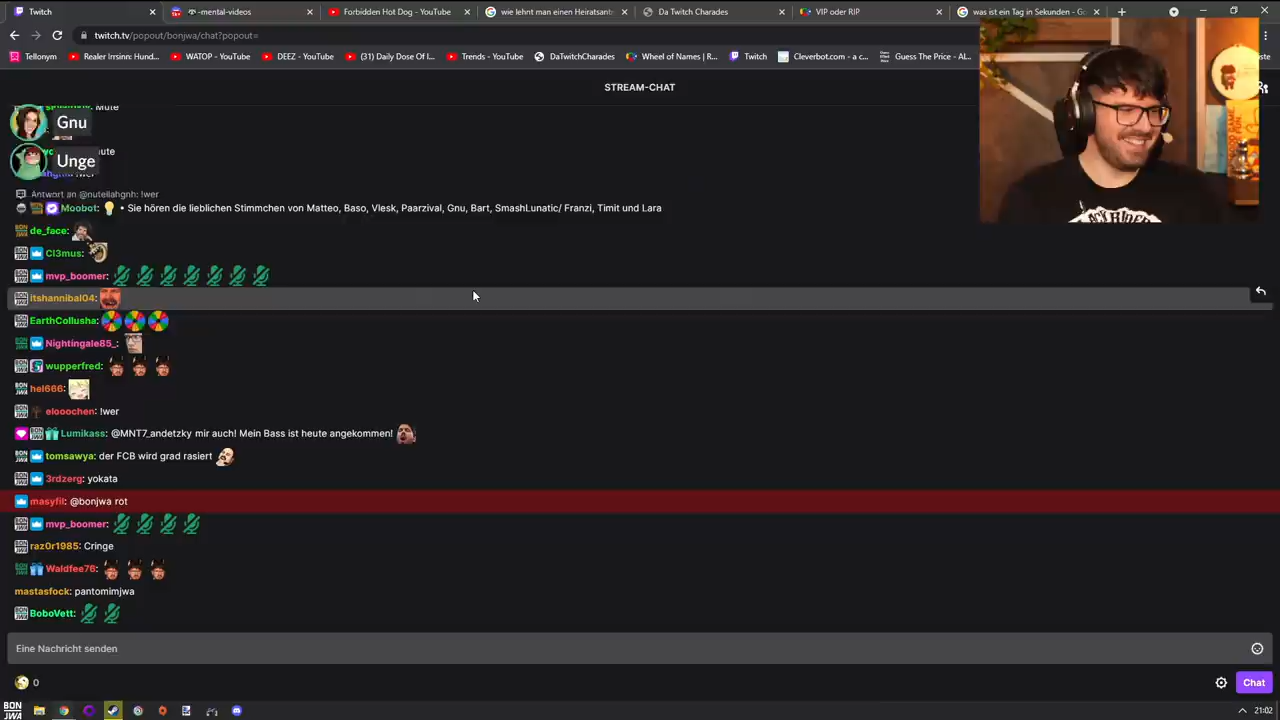 Twitch
-mental-videos
Forbidden Hot Dog - YouTube
wie lehnt man einen Heiratsant
Da Twitch Charades
VIP oder RIP
was ist ein Tag in Sekunden - Go
twitch.tv/popout/bonjwa/chat?popout=
Tellonym
Realer Irrsinn: Hund...
WATOP - YouTube
DEEZ - YouTube
(31) Daily Dose Of I...
Trends - YouTube
DaTwitchCharades
Wheel of Names | R...
Twitch
Cleverbot.com - a c...
Guess The Price - AL...
STREAM-CHAT
Mute
Gnu
Unge
Antwort an @nutellahgnh: !wer
Moobot: • Sie hören die lieblichen Stimmchen von Matteo, Baso, Vlesk, Paarzival, Gnu, Bart, SmashLunatic/ Franzi, Timit und Lara
de_face:
Cl3mus:
mvp_boomer:
itshannibal04:
EarthCollusha:
Nightingale85_:
wupperfred:
hel666:
elooochen: !wer
Lumikass: @MNT7_andetzky mir auch! Mein Bass ist heute angekommen!
tomsawya: der FCB wird grad rasiert
3rdzerg: yokata
masyfil: @bonjwa rot
mvp_boomer:
raz0r1985: Cringe
Waldfee76:
mastasfock: pantomimjwa
BoboVett:
Eine Nachricht senden
0
Chat
BON
JWA
21:02